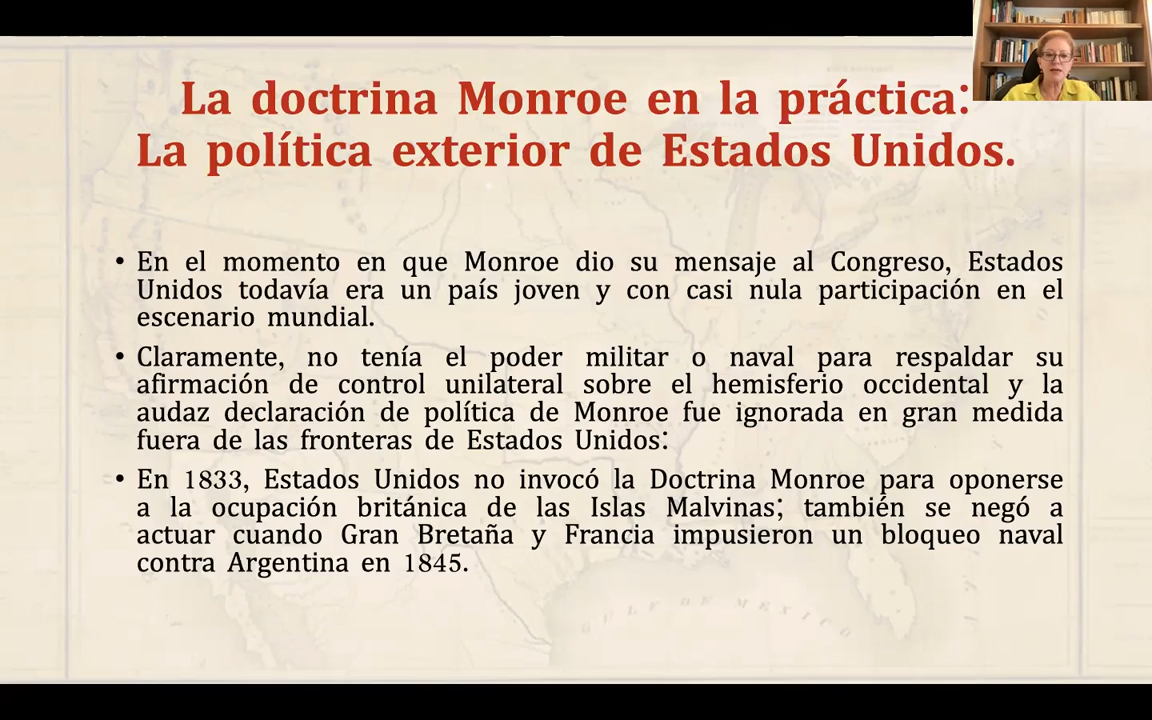 La doctrina Monroe en la práctica:
La política exterior de Estados Unidos.
• En el momento en que Monroe dio su mensaje al Congreso, Estados
Unidos todavía era un país joven y con casi nula participación en el
escenario mundial.
• Claramente, no tenía el poder militar o naval para respaldar su
afirmación de control unilateral sobre el hemisferio occidental y la
audaz declaración de política de Monroe fue ignorada en gran medida
fuera de las fronteras de Estados Unidos:
• En 1833, Estados Unidos no invocó la Doctrina Monroe para oponerse
a la ocupación británica de las Islas Malvinas; también se negó a
actuar cuando Gran Bretaña y Francia impusieron un bloqueo naval
contra Argentina en 1845.
GULF OF MEXICO